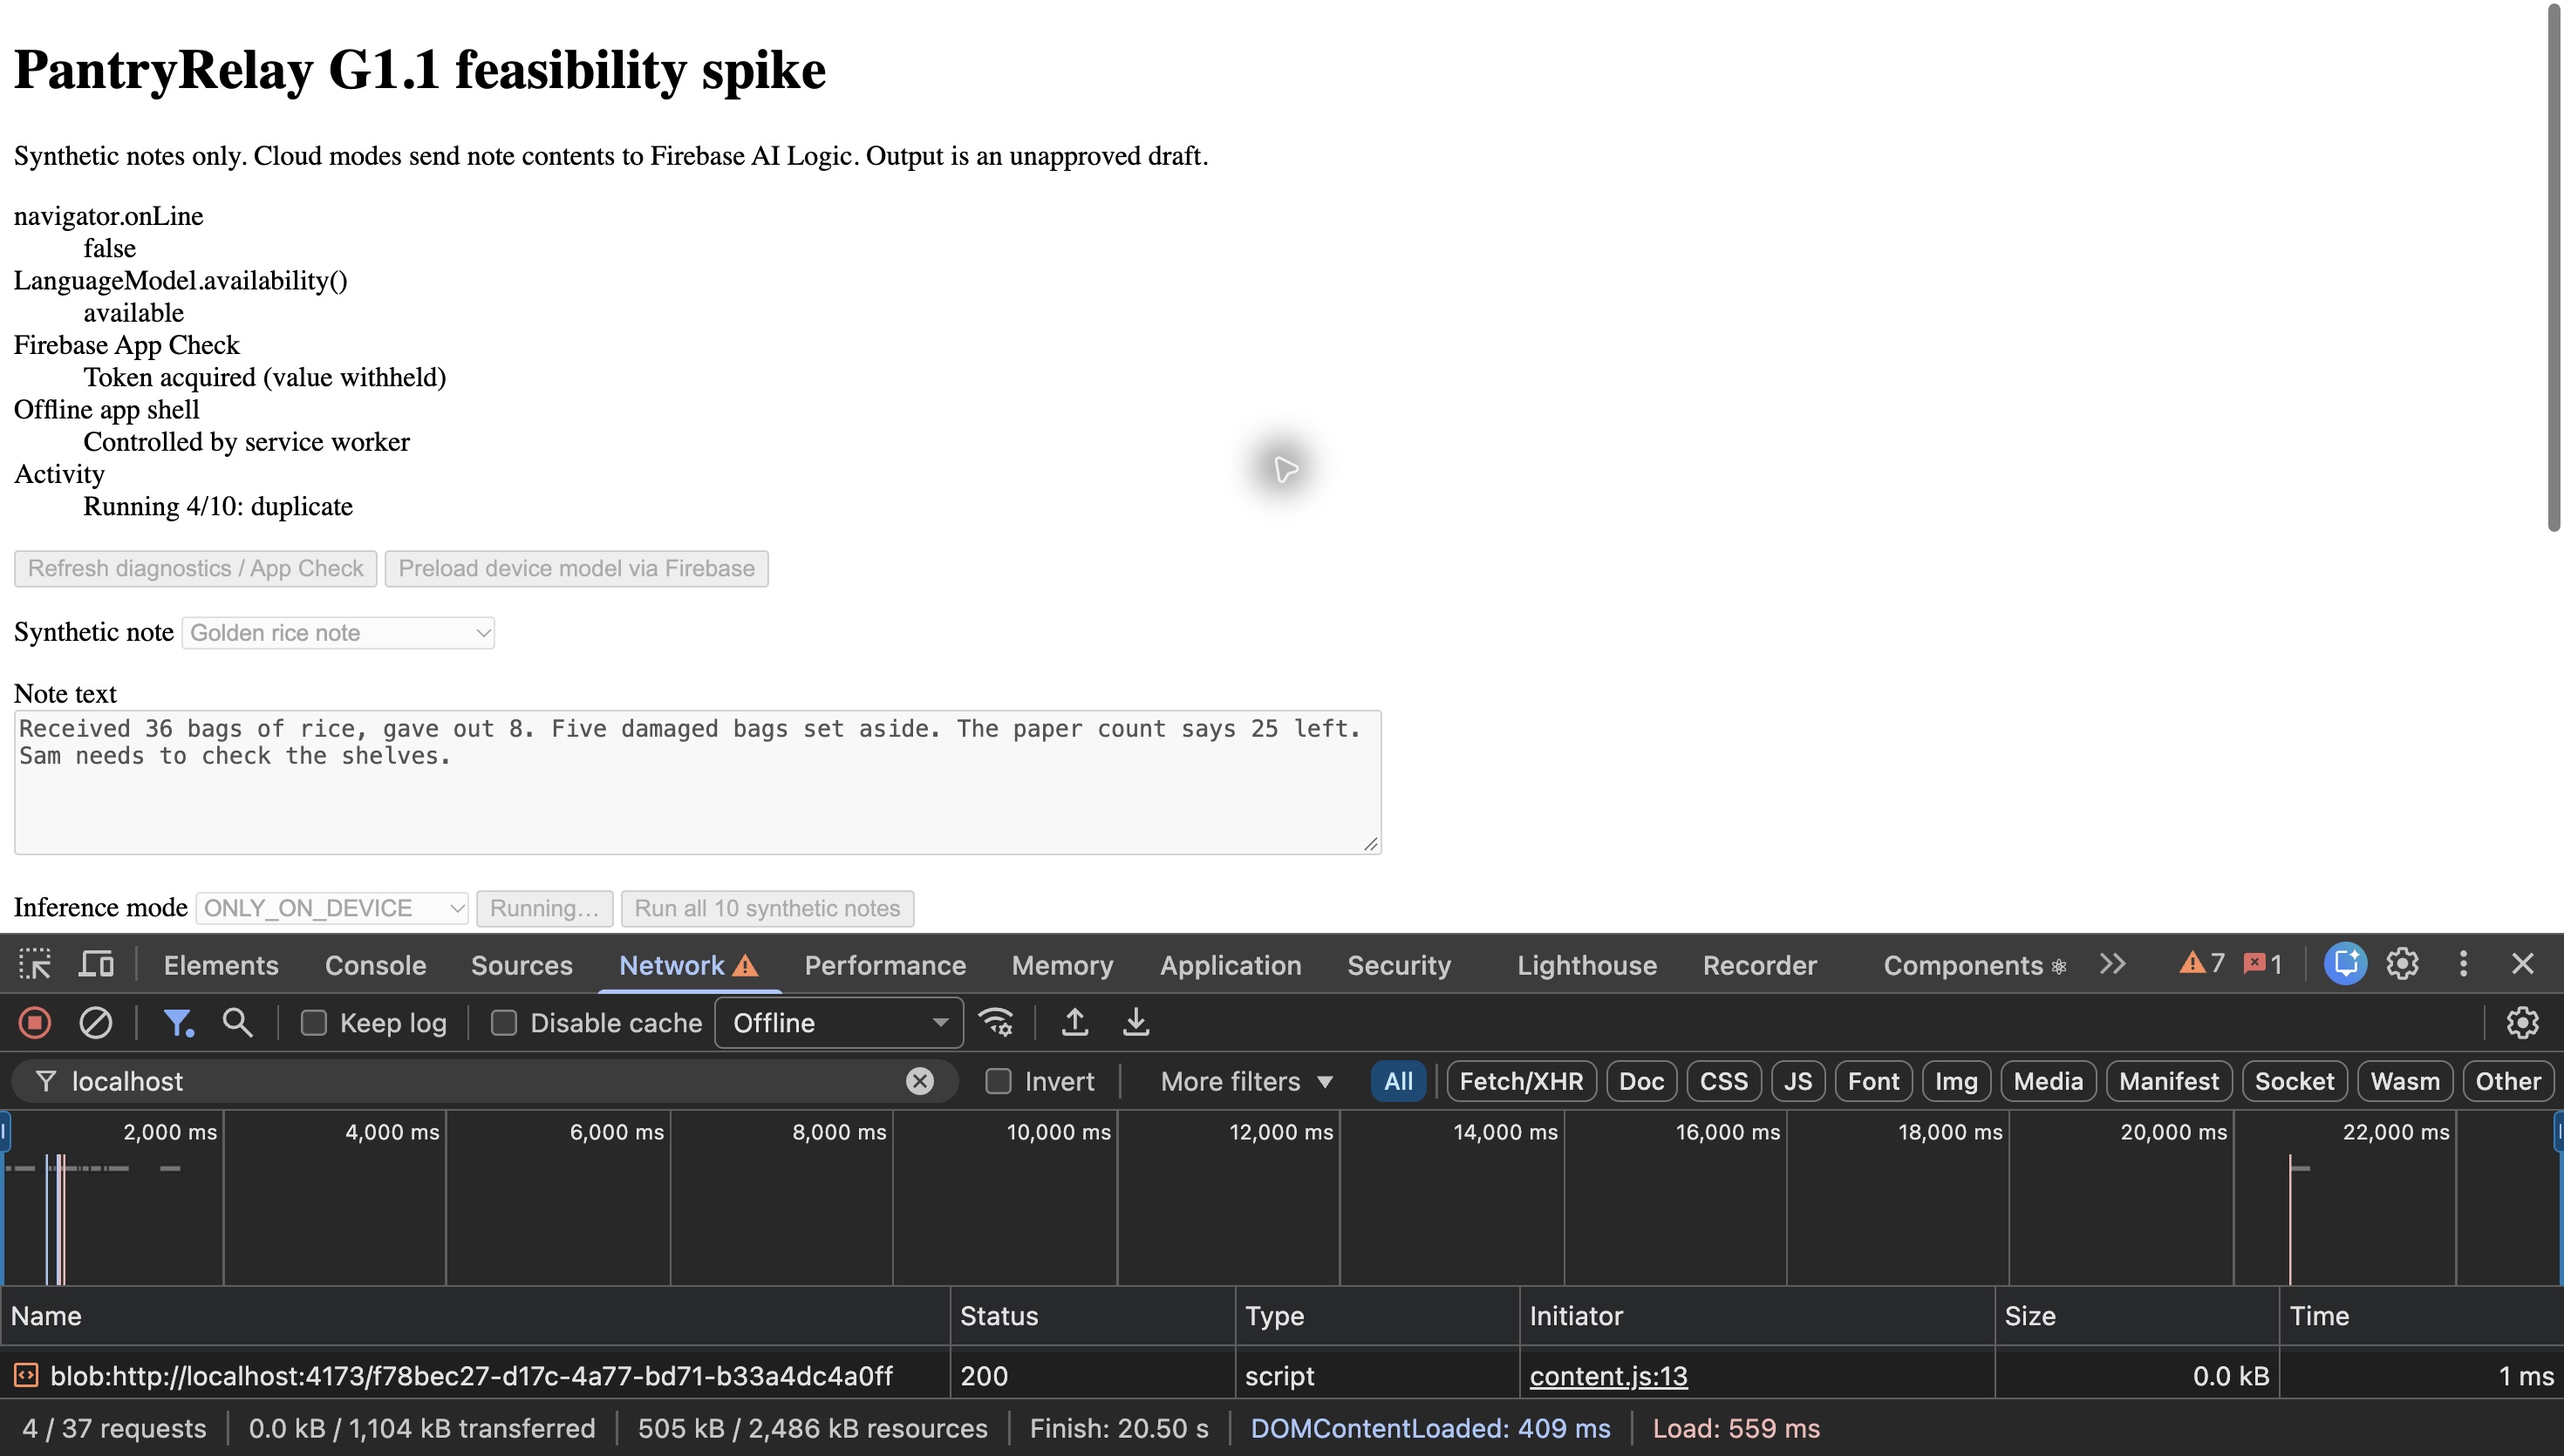 PantryRelay G1.1 feasibility spike
Synthetic notes only. Cloud modes send note contents to Firebase AI Logic. Output is an unapproved draft.
navigator.onLine
false
LanguageModel.availability()
available
Firebase App Check
Token acquired (value withheld)
Offline app shell
Controlled by service worker
Activity
Running 4/10: duplicate
Refresh diagnostics / App Check Preload device model via Firebase
Synthetic note Golden rice note
Note text
Received 36 bags of rice, gave out 8. Five damaged bags set aside. The paper count says 25 left.
Sam needs to check the shelves.
Inference mode ONLY_ON_DEVICE Running… Run all 10 synthetic notes
Elements Console Sources Network Performance Memory Application Security Lighthouse Recorder Components 7 1
Keep log Disable cache Offline
localhost Invert More filters All Fetch/XHR Doc CSS JS Font Img Media Manifest Socket Wasm Other
2,000 ms 4,000 ms 6,000 ms 8,000 ms 10,000 ms 12,000 ms 14,000 ms 16,000 ms 18,000 ms 20,000 ms 22,000 ms
Name Status Type Initiator Size Time
blob:http://localhost:4173/f78bec27-d17c-4a77-bd71-b33a4dc4a0ff 200 script content.js:13 0.0 kB 1 ms
4 / 37 requests 0.0 kB / 1,104 kB transferred 505 kB / 2,486 kB resources Finish: 20.50 s DOMContentLoaded: 409 ms Load: 559 ms